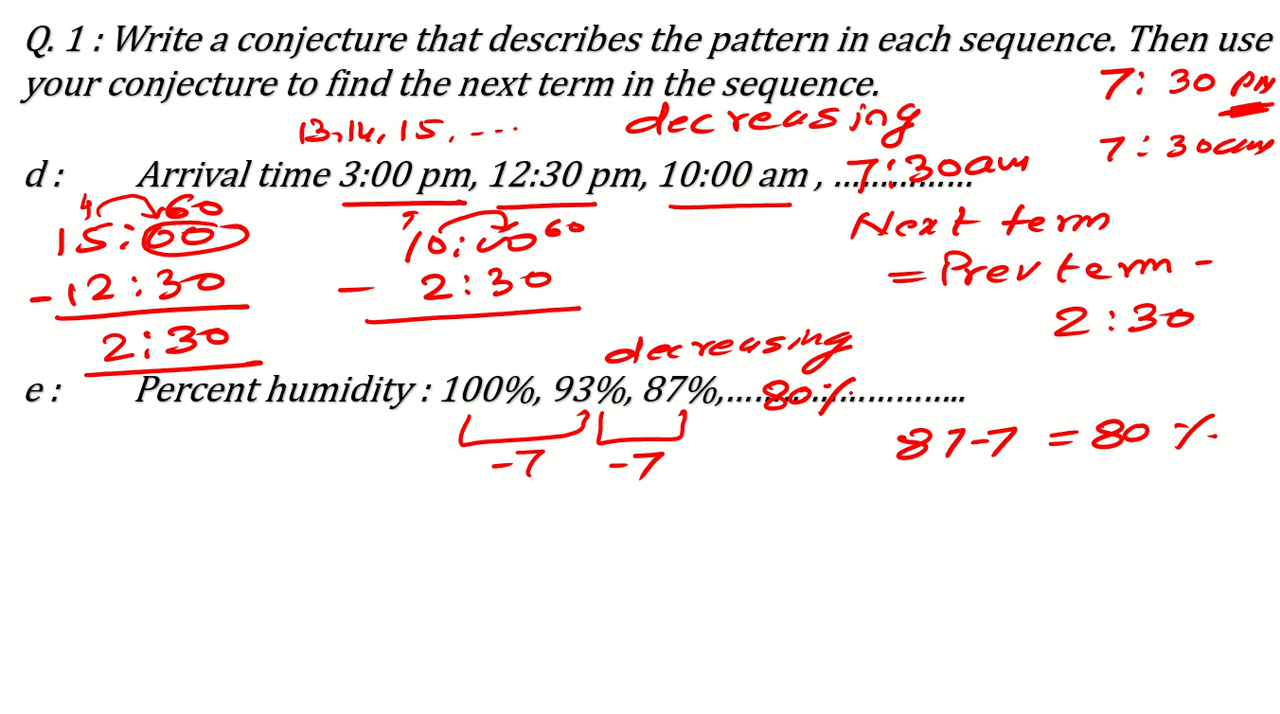 Q. 1 : Write a conjecture that describes the pattern in each sequence. Then use
your conjecture to find the next term in the sequence.
7: 30 pm
13, 14, 15, ---
decreasing
7: 30am
d :  Arrival time 3:00 pm, 12:30 pm, 10:00 am , ……………
7:30am
4 60
15:00
-12:30
2:30
10:00 60
- 2:30
Next term
= Prev term -
2:30
decreasing
e :  Percent humidity : 100%, 93%, 87%,……………………..
80%
-7 -7
87-7 = 80 %